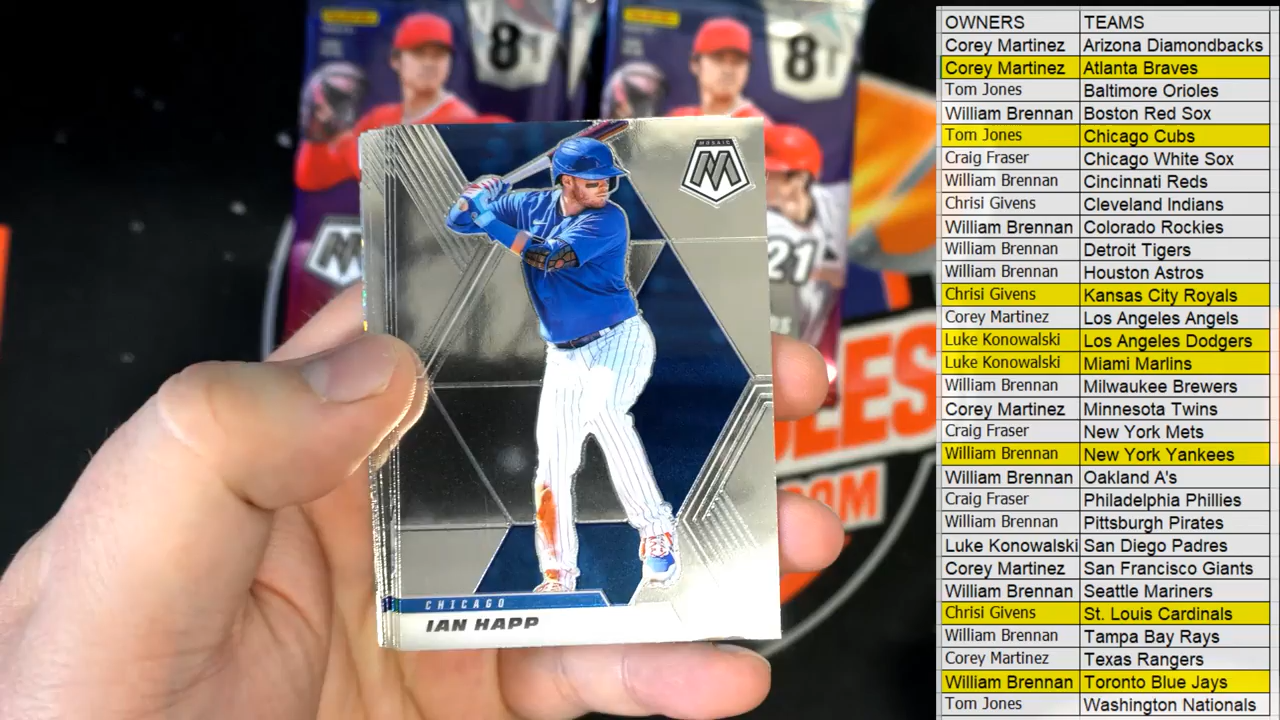 OWNERS TEAMS
Corey Martinez Arizona Diamondbacks
Corey Martinez Atlanta Braves
Tom Jones Baltimore Orioles
William Brennan Boston Red Sox
Tom Jones Chicago Cubs
Craig Fraser Chicago White Sox
William Brennan Cincinnati Reds
Chrisi Givens Cleveland Indians
William Brennan Colorado Rockies
William Brennan Detroit Tigers
William Brennan Houston Astros
Chrisi Givens Kansas City Royals
Corey Martinez Los Angeles Angels
Luke Konowalski Los Angeles Dodgers
Luke Konowalski Miami Marlins
William Brennan Milwaukee Brewers
Corey Martinez Minnesota Twins
Craig Fraser New York Mets
William Brennan New York Yankees
William Brennan Oakland A's
Craig Fraser Philadelphia Phillies
William Brennan Pittsburgh Pirates
Luke Konowalski San Diego Padres
Corey Martinez San Francisco Giants
William Brennan Seattle Mariners
Chrisi Givens St. Louis Cardinals
William Brennan Tampa Bay Rays
Corey Martinez Texas Rangers
William Brennan Toronto Blue Jays
Tom Jones Washington Nationals
MOSAIC
M
CHICAGO
IAN HAPP
8
8
21